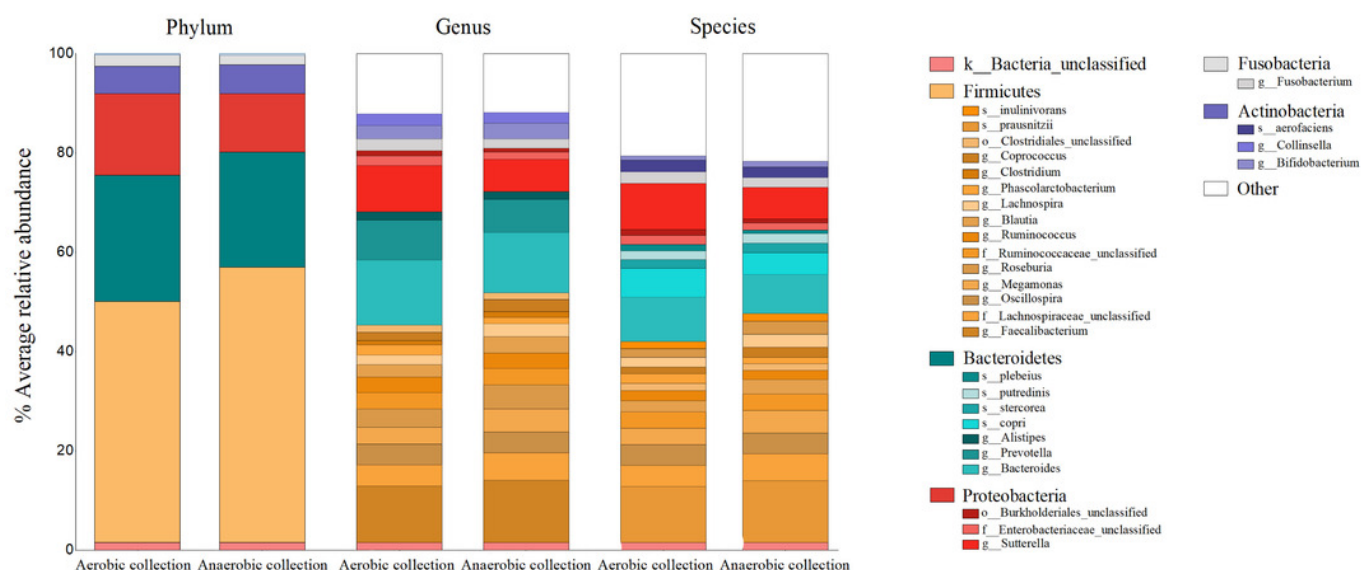 Phylum Genus Species
% Average relative abundance
100
80
60
40
20
0
Aerobic collection Anaerobic collection Aerobic collection Anaerobic collection Aerobic collection Anaerobic collection
k__Bacteria_unclassified
Firmicutes
s__inulinivorans
s__prausnitzii
o__Clostridiales_unclassified
g__Coprococcus
g__Clostridium
g__Phascolarctobacterium
g__Lachnospira
g__Blautia
g__Ruminococcus
f__Ruminococcaceae_unclassified
g__Roseburia
g__Megamonas
g__Oscillospira
f__Lachnospiraceae_unclassified
g__Faecalibacterium
Bacteroidetes
s__plebeius
s__putredinis
s__stercorea
s__copri
g__Alistipes
g__Prevotella
g__Bacteroides
Proteobacteria
o__Burkholderiales_unclassified
f__Enterobacteriaceae_unclassified
g__Sutterella
Fusobacteria
g__Fusobacterium
Actinobacteria
s__aerofaciens
g__Collinsella
g__Bifidobacterium
Other